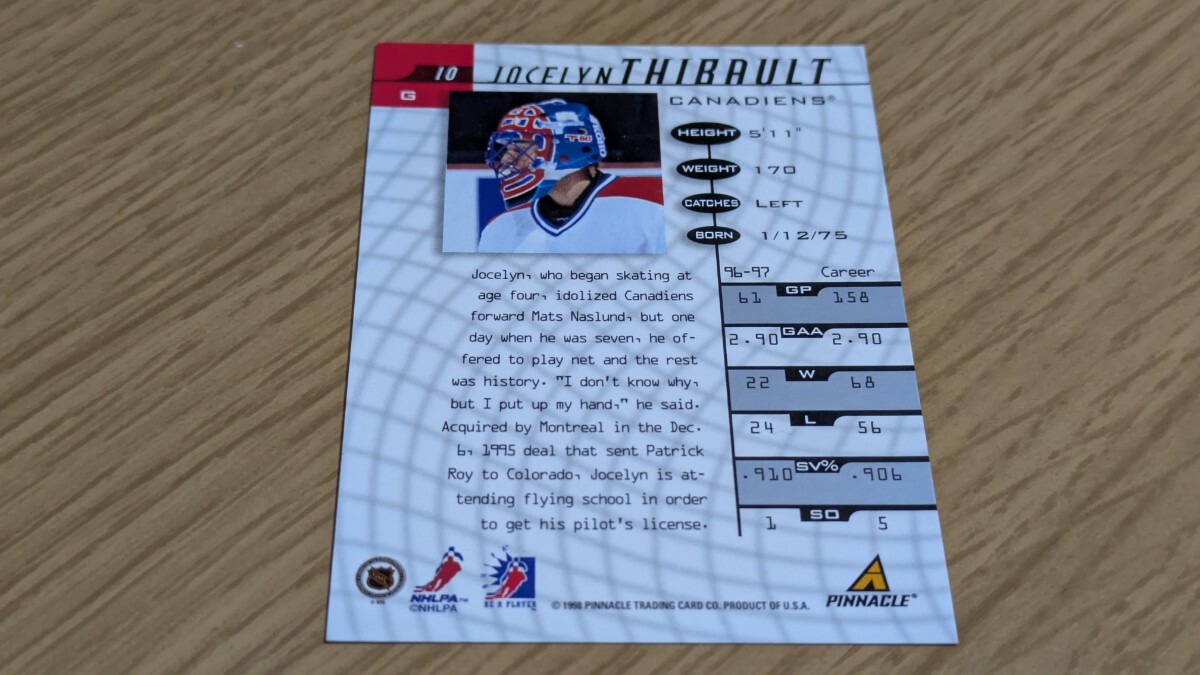 10 JOCELYN THIBAULT
G
CANADIENS®
HEIGHT 5'11"
WEIGHT 170
CATCHES LEFT
BORN 1/12/75
Jocelyn, who began skating at
age four, idolized Canadiens
forward Mats Naslund, but one
day when he was seven, he of-
fered to play net and the rest
was history. "I don't know why,
but I put up my hand," he said.
Acquired by Montreal in the Dec.
6, 1995 deal that sent Patrick
Roy to Colorado, Jocelyn is at-
tending flying school in order
to get his pilot's license.
96-97 Career
61 GP 158
2.90 GAA 2.90
22 W 68
24 L 56
.910 SV% .906
1 SO 5
NHLPA™
©NHLPA
BE A PLAYER
© 1998 PINNACLE TRADING CARD CO. PRODUCT OF U.S.A.
PINNACLE®